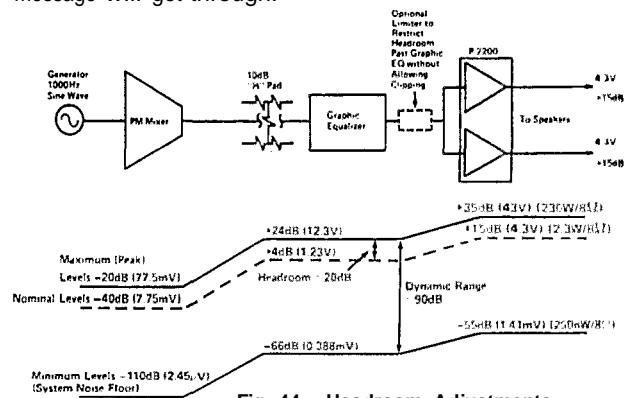 message will get through.
Optional
Limiter to
Restrict
Headroom
Past Graphic
EQ without
Allowing
Clipping
P 2200
Generator
1000Hz
Sine Wave
10dB
"H" Pad
4.3V
+15dB
PM Mixer
Graphic
Equalizer
To Speakers
4.3V
+15dB
+35dB (43V) (230W/8Ω)
+24dB (12.3V)
+15dB (4.3V) (2.3W/8Ω)
Maximum (Peak)
Levels -20dB (77.5mV)
+4dB (1.23V)
Headroom = 20dB
Nominal Levels -40dB (7.75mV)
Dynamic
Range
= 90dB
-55dB (1.41mV) (250nW/8Ω)
-66dB (0.388mV)
Minimum Levels -110dB (2.45μV)
(System Noise Floor)
Fig. 44 Headroom Adjustments